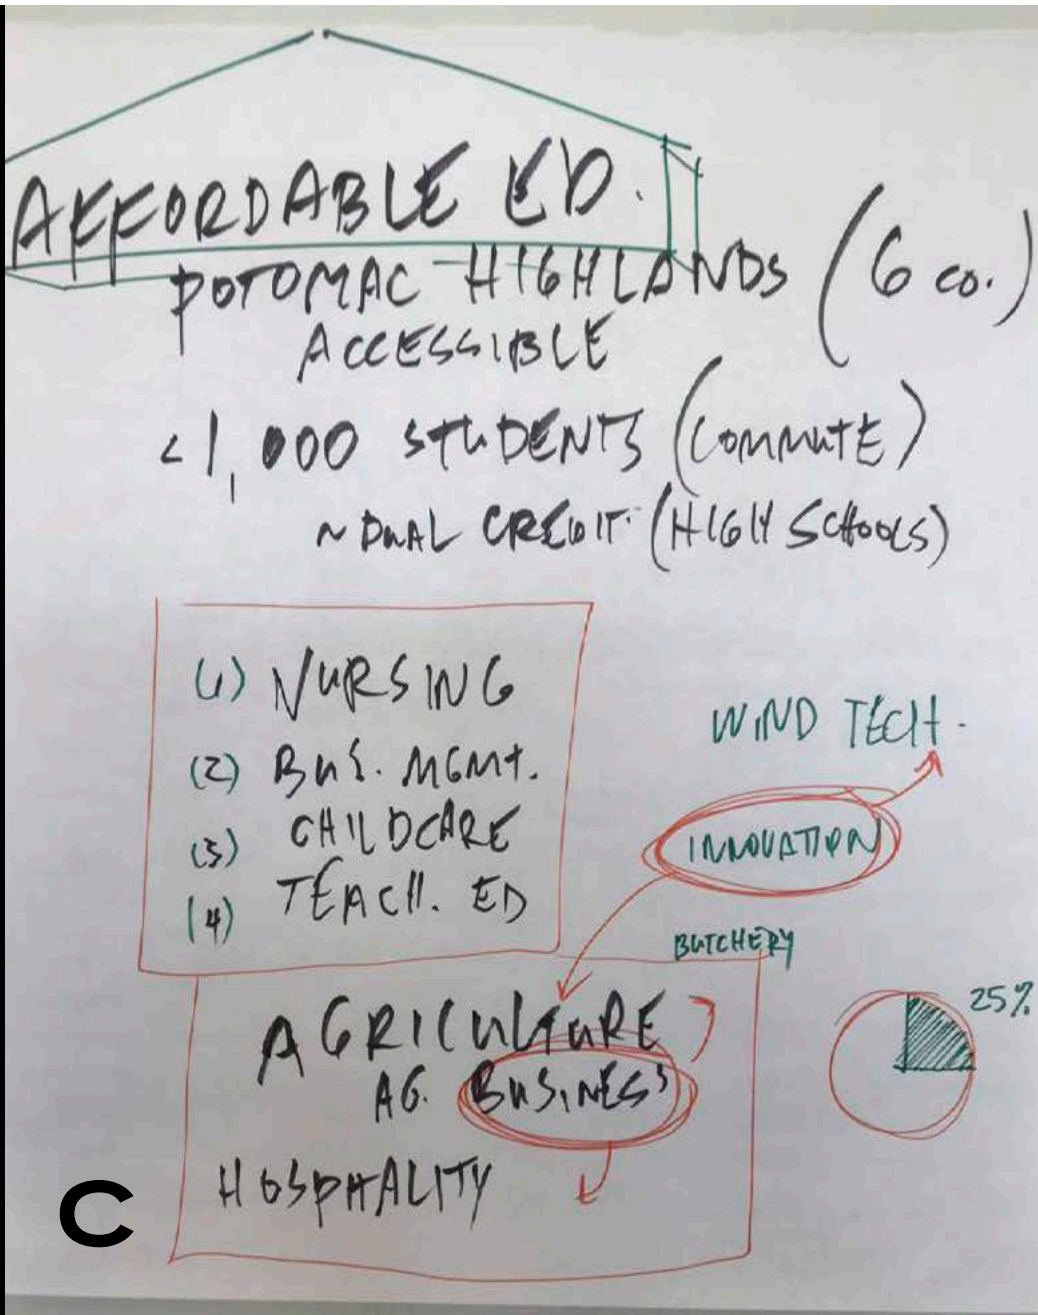 AFFORDABLE ED.
POTOMAC HIGHLANDS (6 co.)
ACCESSIBLE
<1,000 STUDENTS (COMMUTE)
~ DUAL CREDIT (HIGH SCHOOLS)
(1) NURSING
(2) BUS. MGMT.
(3) CHILDCARE
(4) TEACH. ED
WIND TECH.
INNOVATION
BUTCHERY
AGRICULTURE
AG. BUSINESS
HOSPITALITY
25%
C